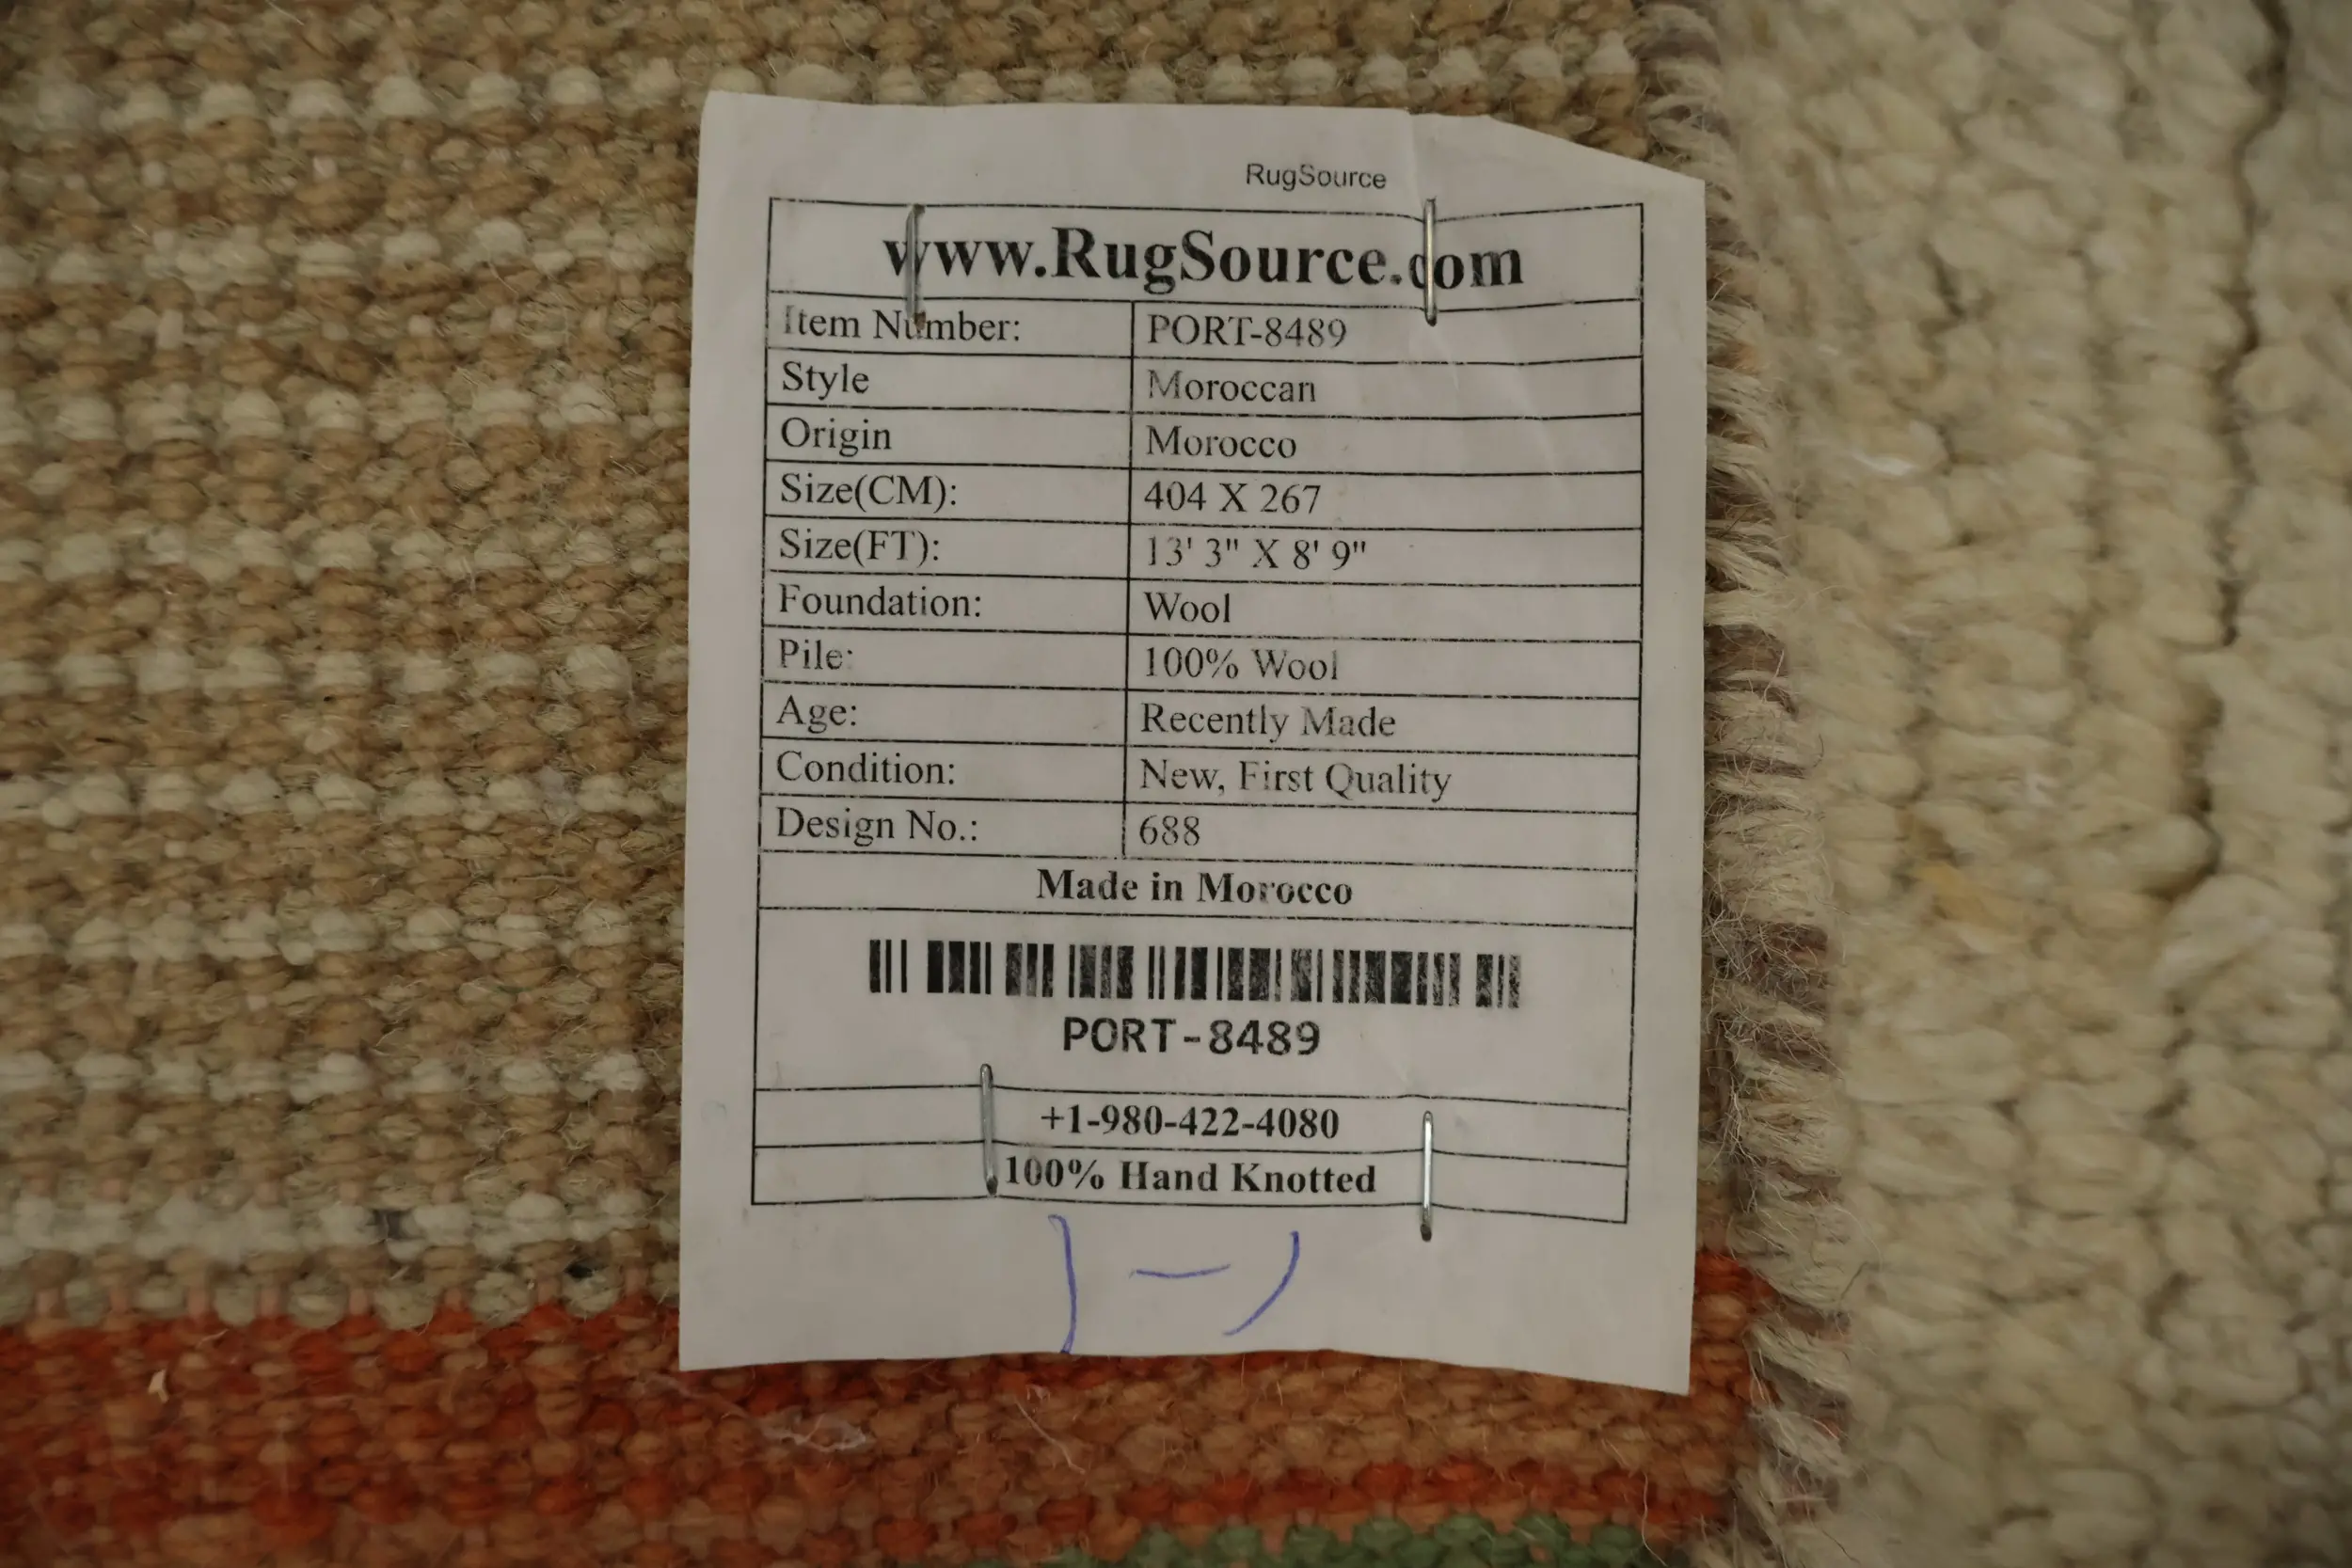 RugSource
www.RugSource.com
Item Number: PORT-8489
Style Moroccan
Origin Morocco
Size(CM): 404 X 267
Size(FT): 13' 3" X 8' 9"
Foundation: Wool
Pile: 100% Wool
Age: Recently Made
Condition: New, First Quality
Design No.: 688
Made in Morocco
PORT-8489
+1-980-422-4080
100% Hand Knotted